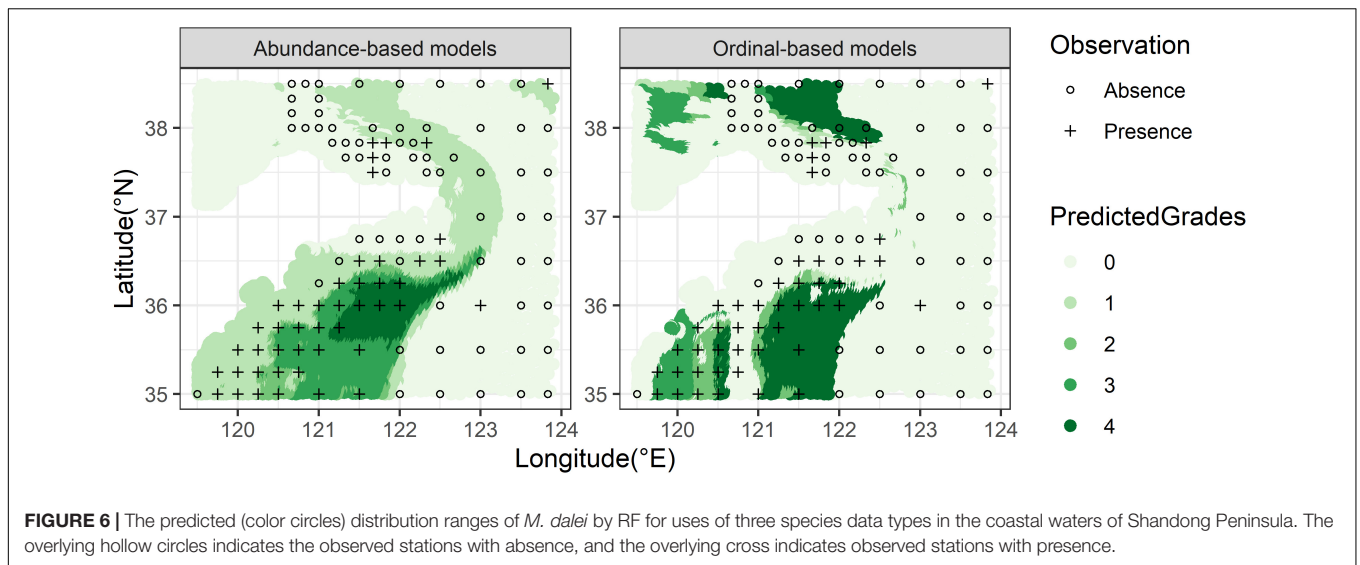 Abundance-based models
Ordinal-based models
Observation
Absence
Presence
PredictedGrades
0
1
2
3
4
Latitude(°N)
38
37
36
35
120 121 122 123 124
38
37
36
35
120 121 122 123 124
Longitude(°E)
FIGURE 6 | The predicted (color circles) distribution ranges of M. dalei by RF for uses of three species data types in the coastal waters of Shandong Peninsula. The
overlying hollow circles indicates the observed stations with absence, and the overlying cross indicates observed stations with presence.